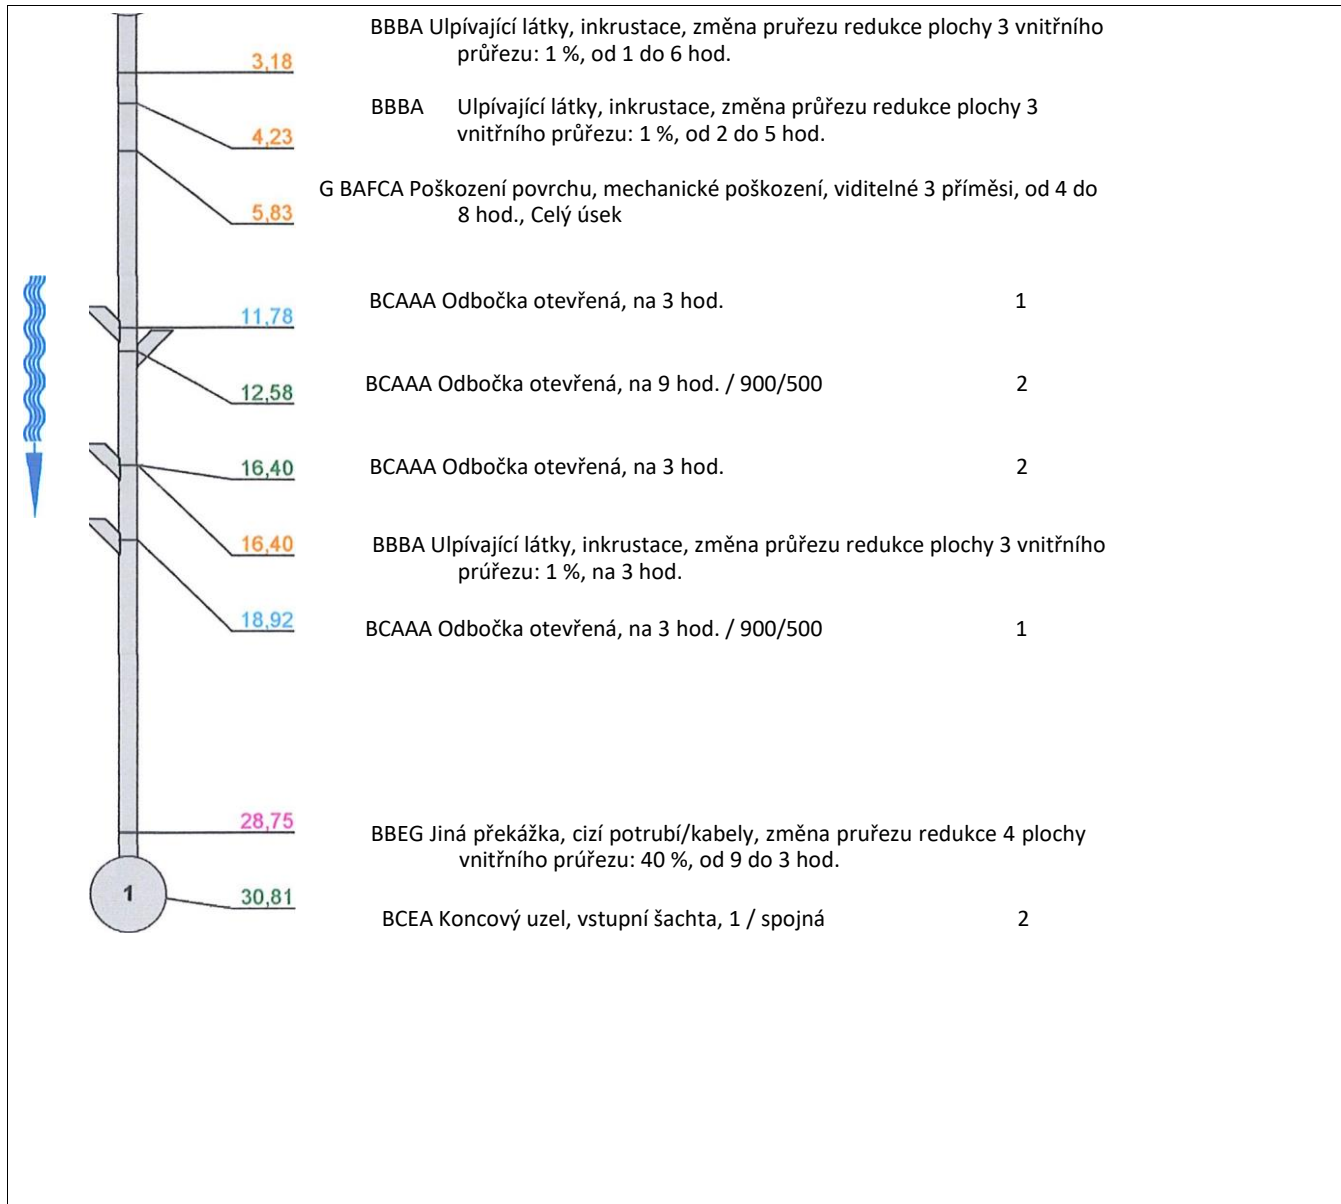 BBBA Ulpívající látky, inkrustace, změna pruřezu redukce plochy 3 vnitřního
průřezu: 1 %, od 1 do 6 hod.
3,18
BBBA Ulpívající látky, inkrustace, změna průřezu redukce plochy 3
vnitřního průřezu: 1 %, od 2 do 5 hod.
4,23
G BAFCA Poškození povrchu, mechanické poškození, viditelné 3 příměsi, od 4 do
8 hod., Celý úsek
5,83
BCAAA Odbočka otevřená, na 3 hod. 1
11,78
BCAAA Odbočka otevřená, na 9 hod. / 900/500 2
12,58
BCAAA Odbočka otevřená, na 3 hod. 2
16,40
BBBA Ulpívající látky, inkrustace, změna průřezu redukce plochy 3 vnitřního
prúřezu: 1 %, na 3 hod.
16,40
BCAAA Odbočka otevřená, na 3 hod. / 900/500 1
18,92
28,75
BBEG Jiná překážka, cizí potrubí/kabely, změna pruřezu redukce 4 plochy
vnitřního prúřezu: 40 %, od 9 do 3 hod.
1
30,81
BCEA Koncový uzel, vstupní šachta, 1 / spojná 2